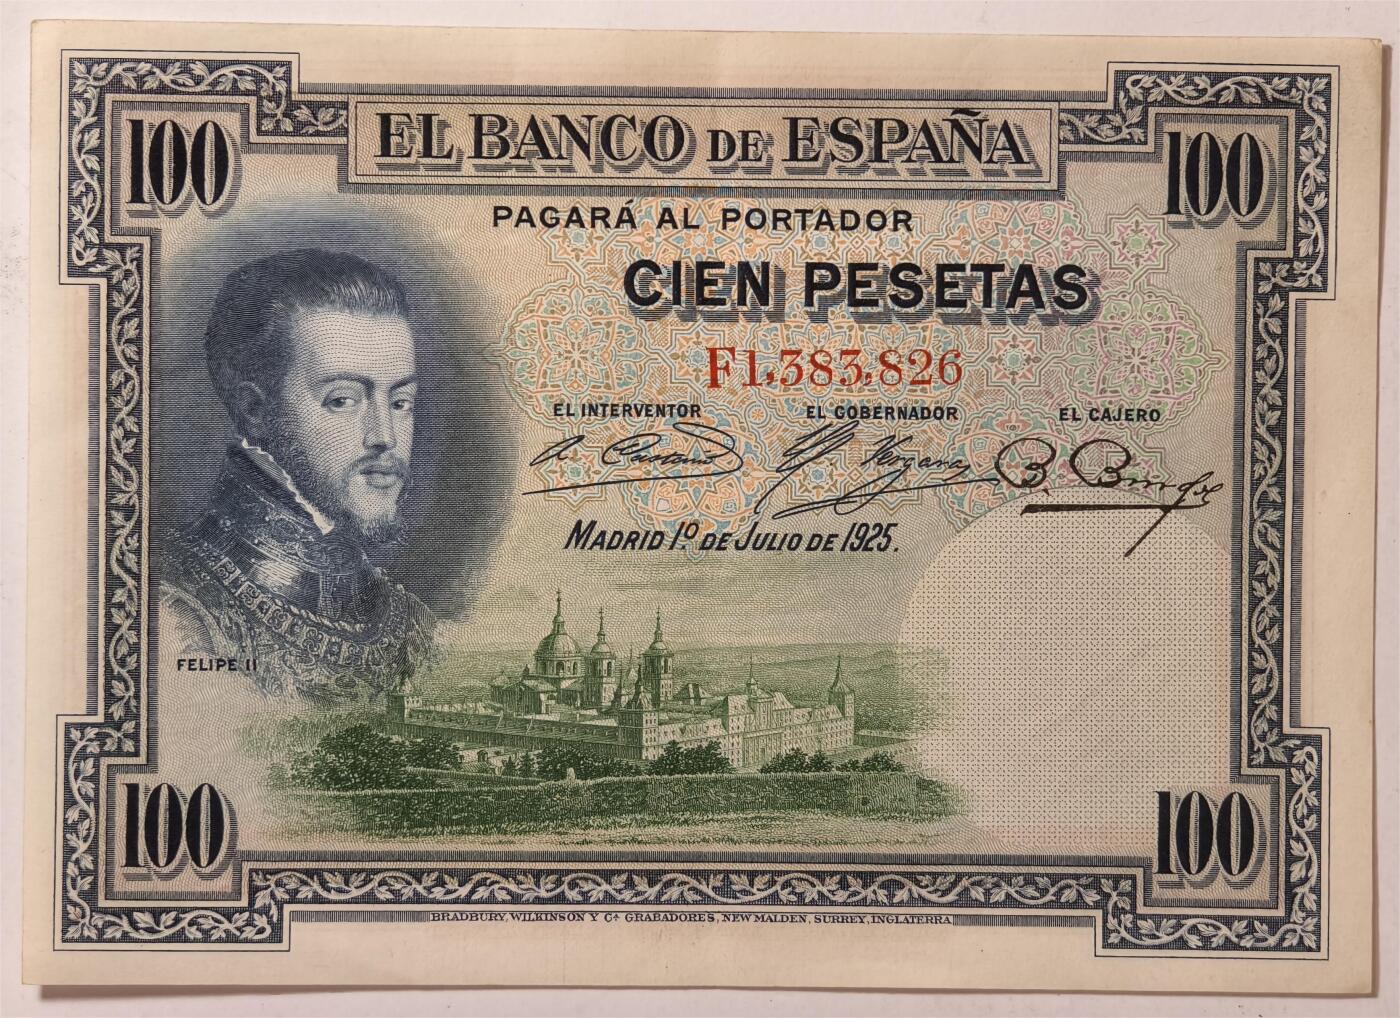 100
EL BANCO DE ESPAÑA
100
PAGARÁ AL PORTADOR
CIEN PESETAS
F1,383,826
EL INTERVENTOR EL GOBERNADOR EL CAJERO
MADRID 1º DE JULIO DE 1925.
FELIPE II
100
100
BRADBURY, WILKINSON Y Cª GRABADORES, NEW MALDEN, SURREY, INGLATERRA